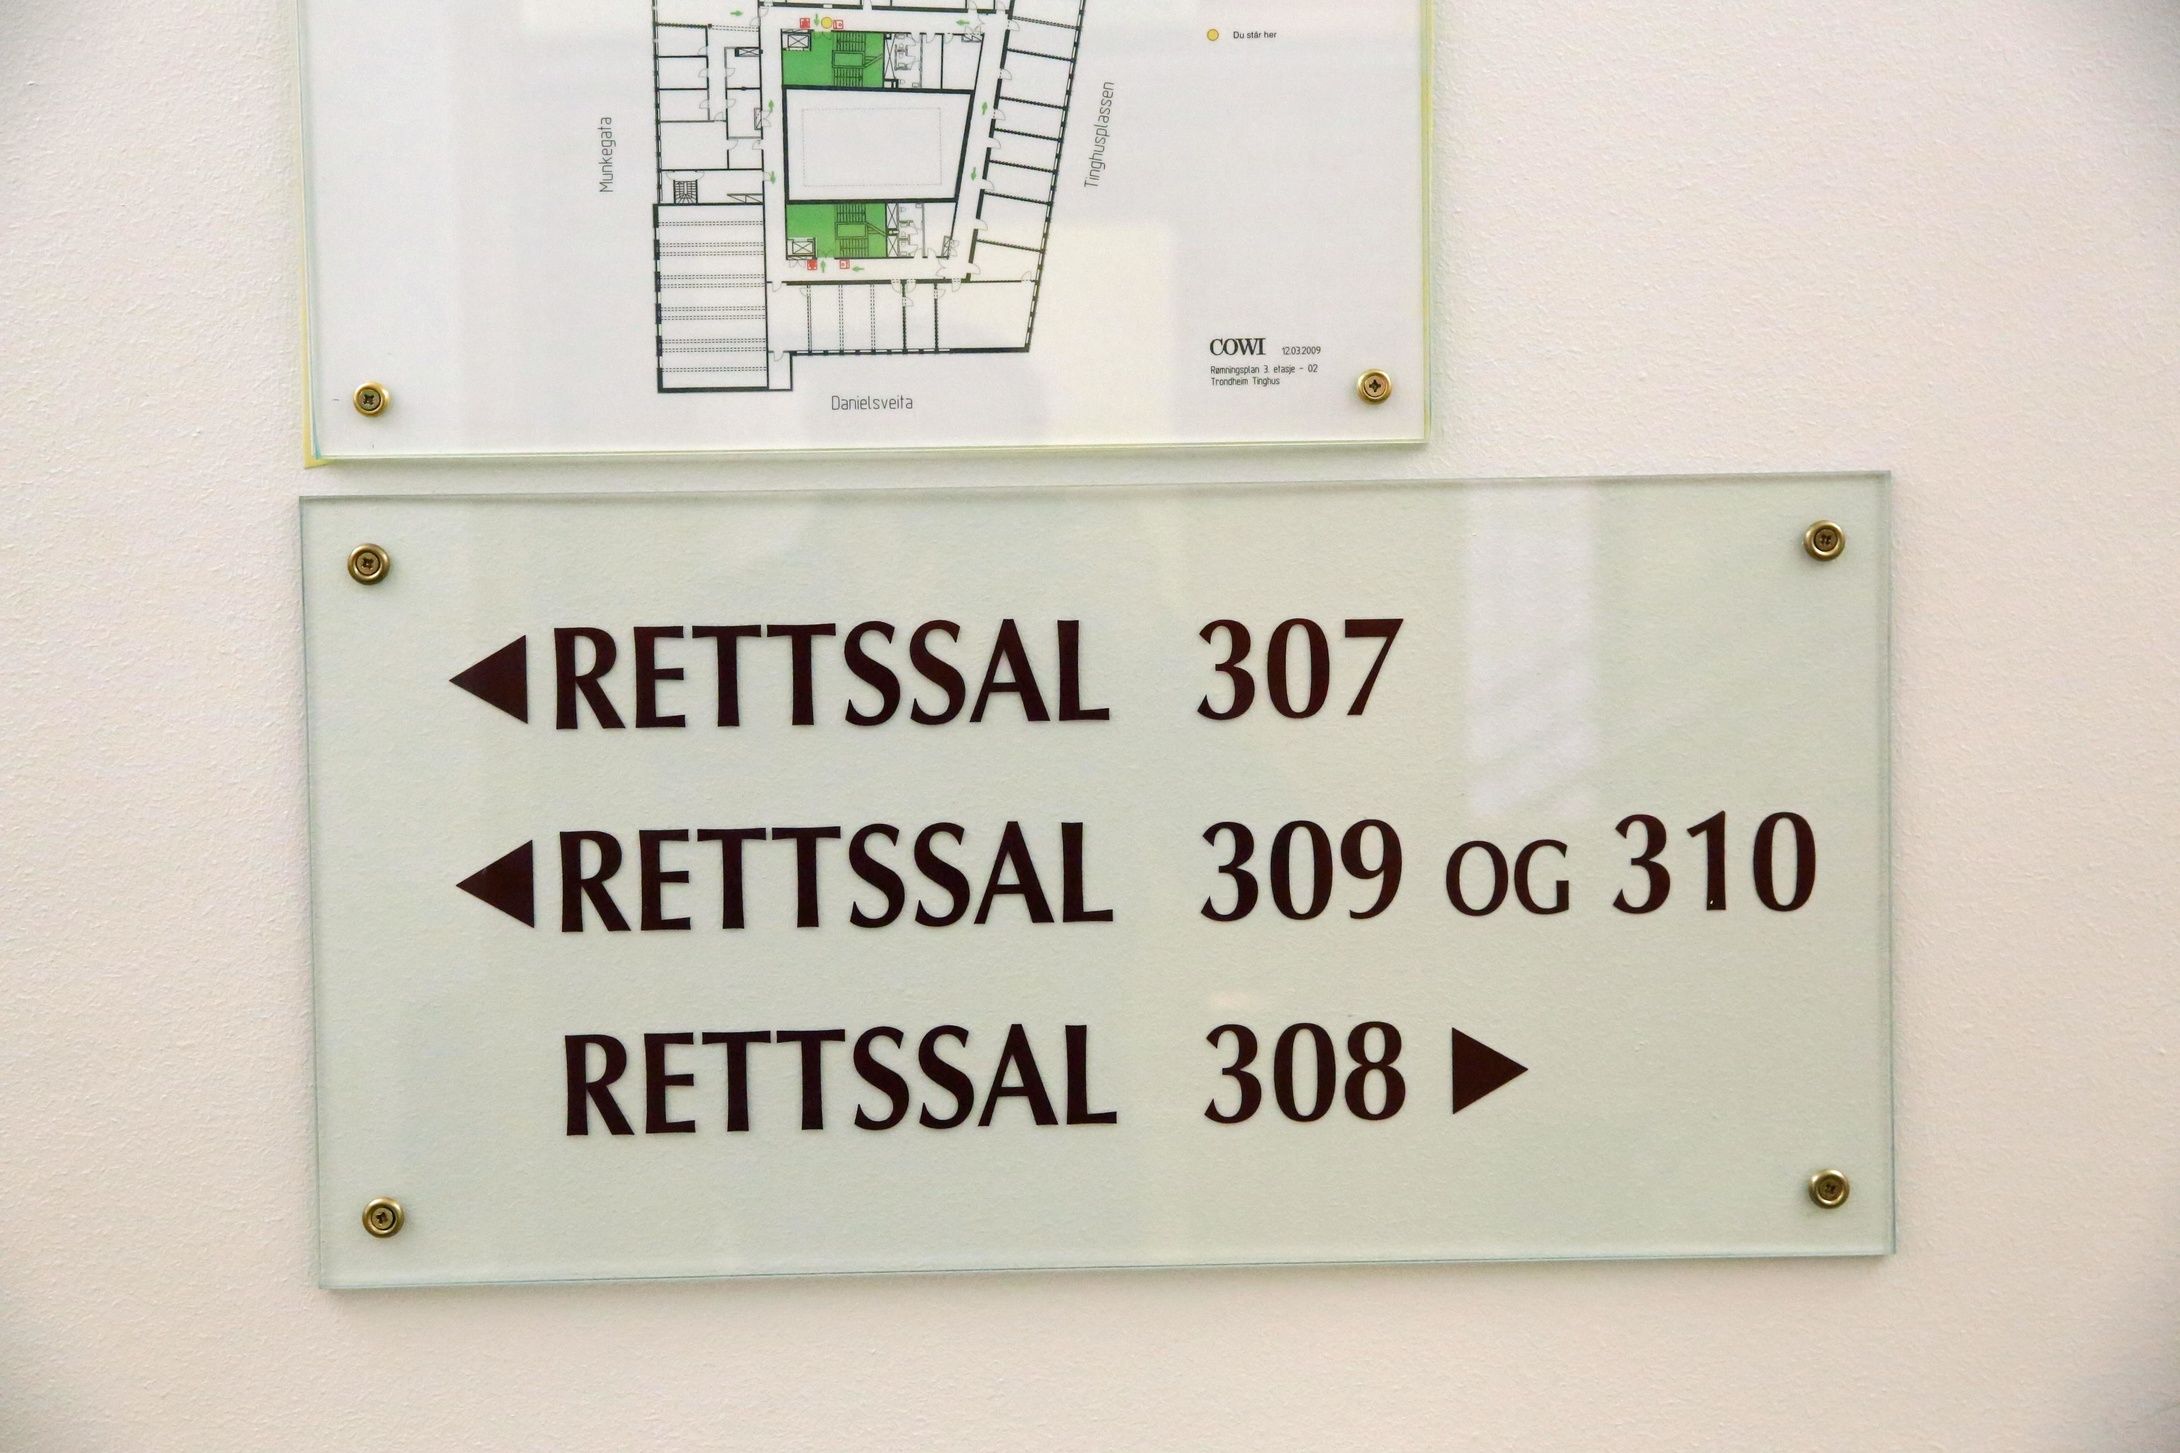 Du står her
Munkegata
Tinghusplassen
COWI 12.03.2009
Rømningsplan 3. etasje - 02
Trondheim Tinghus
Danielsveita
RETTSSAL 307
RETTSSAL 309 OG 310
RETTSSAL 308